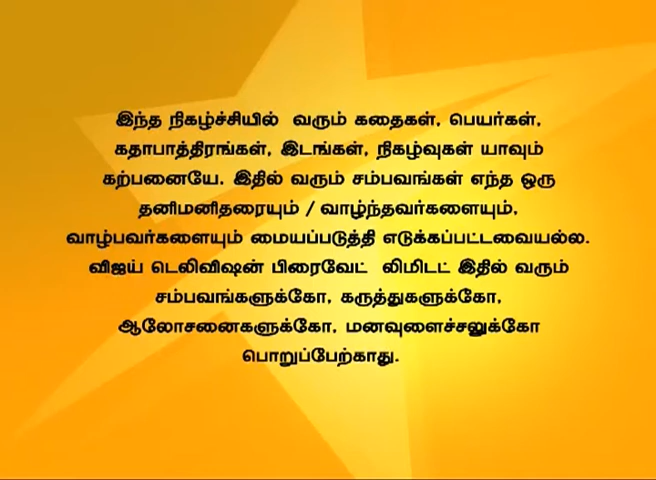 இந்த நிகழ்ச்சியில் வரும் கதைகள், பெயர்கள்,
கதாபாத்திரங்கள், இடங்கள், நிகழ்வுகள் யாவும்
கற்பனையே. இதில் வரும் சம்பவங்கள் எந்த ஒரு
தனிமனிதரையும் / வாழ்ந்தவர்களையும்,
வாழ்பவர்களையும் மையப்படுத்தி எடுக்கப்பட்டவையல்ல.
விஜய் டெலிவிஷன் பிரைவேட் லிமிடட் இதில் வரும்
சம்பவங்களுக்கோ, கருத்துகளுக்கோ,
ஆலோசனைகளுக்கோ, மனவுளைச்சலுக்கோ
பொறுப்பேற்காது.